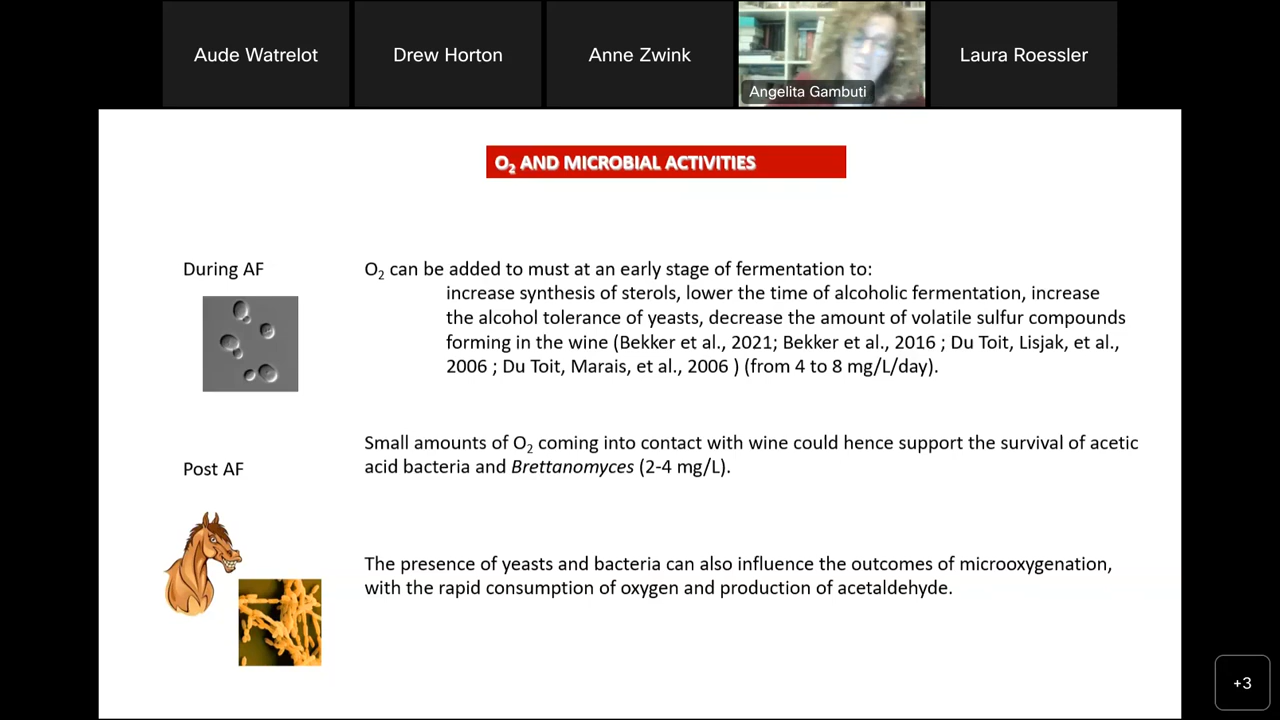 Aude Watrelot
Drew Horton
Anne Zwink
Angelita Gambuti
Laura Roessler
O₂ AND MICROBIAL ACTIVITIES
During AF
O₂ can be added to must at an early stage of fermentation to:
increase synthesis of sterols, lower the time of alcoholic fermentation, increase
the alcohol tolerance of yeasts, decrease the amount of volatile sulfur compounds
forming in the wine (Bekker et al., 2021; Bekker et al., 2016 ; Du Toit, Lisjak, et al.,
2006 ; Du Toit, Marais, et al., 2006 ) (from 4 to 8 mg/L/day).
Post AF
Small amounts of O₂ coming into contact with wine could hence support the survival of acetic
acid bacteria and Brettanomyces (2-4 mg/L).
The presence of yeasts and bacteria can also influence the outcomes of microoxygenation,
with the rapid consumption of oxygen and production of acetaldehyde.
+3